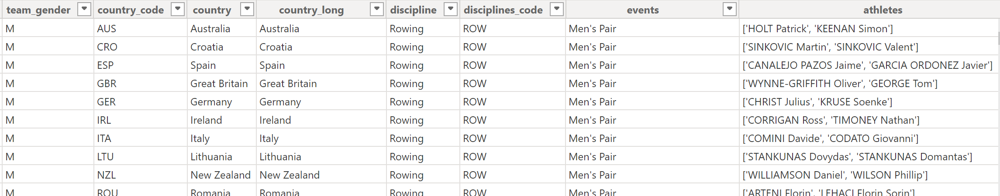 team_gender country_code country country_long discipline disciplines_code events athletes
M AUS Australia Australia Rowing ROW Men's Pair ['HOLT Patrick', 'KEENAN Simon']
M CRO Croatia Croatia Rowing ROW Men's Pair ['SINKOVIC Martin', 'SINKOVIC Valent']
M ESP Spain Spain Rowing ROW Men's Pair ['CANALEJO PAZOS Jaime', 'GARCIA ORDONEZ Javier']
M GBR Great Britain Great Britain Rowing ROW Men's Pair ['WYNNE-GRIFFITH Oliver', 'GEORGE Tom']
M GER Germany Germany Rowing ROW Men's Pair ['CHRIST Julius', 'KRUSE Soenke']
M IRL Ireland Ireland Rowing ROW Men's Pair ['CORRIGAN Ross', 'TIMONEY Nathan']
M ITA Italy Italy Rowing ROW Men's Pair ['COMINI Davide', 'CODATO Giovanni']
M LTU Lithuania Lithuania Rowing ROW Men's Pair ['STANKUNAS Dovydas', 'STANKUNAS Domantas']
M NZL New Zealand New Zealand Rowing ROW Men's Pair ['WILLIAMSON Daniel', 'WILSON Phillip']
M ROU Romania Romania Rowing ROW Men's Pair ['ARTENI Florin', 'LEHACI Florin Sorin']